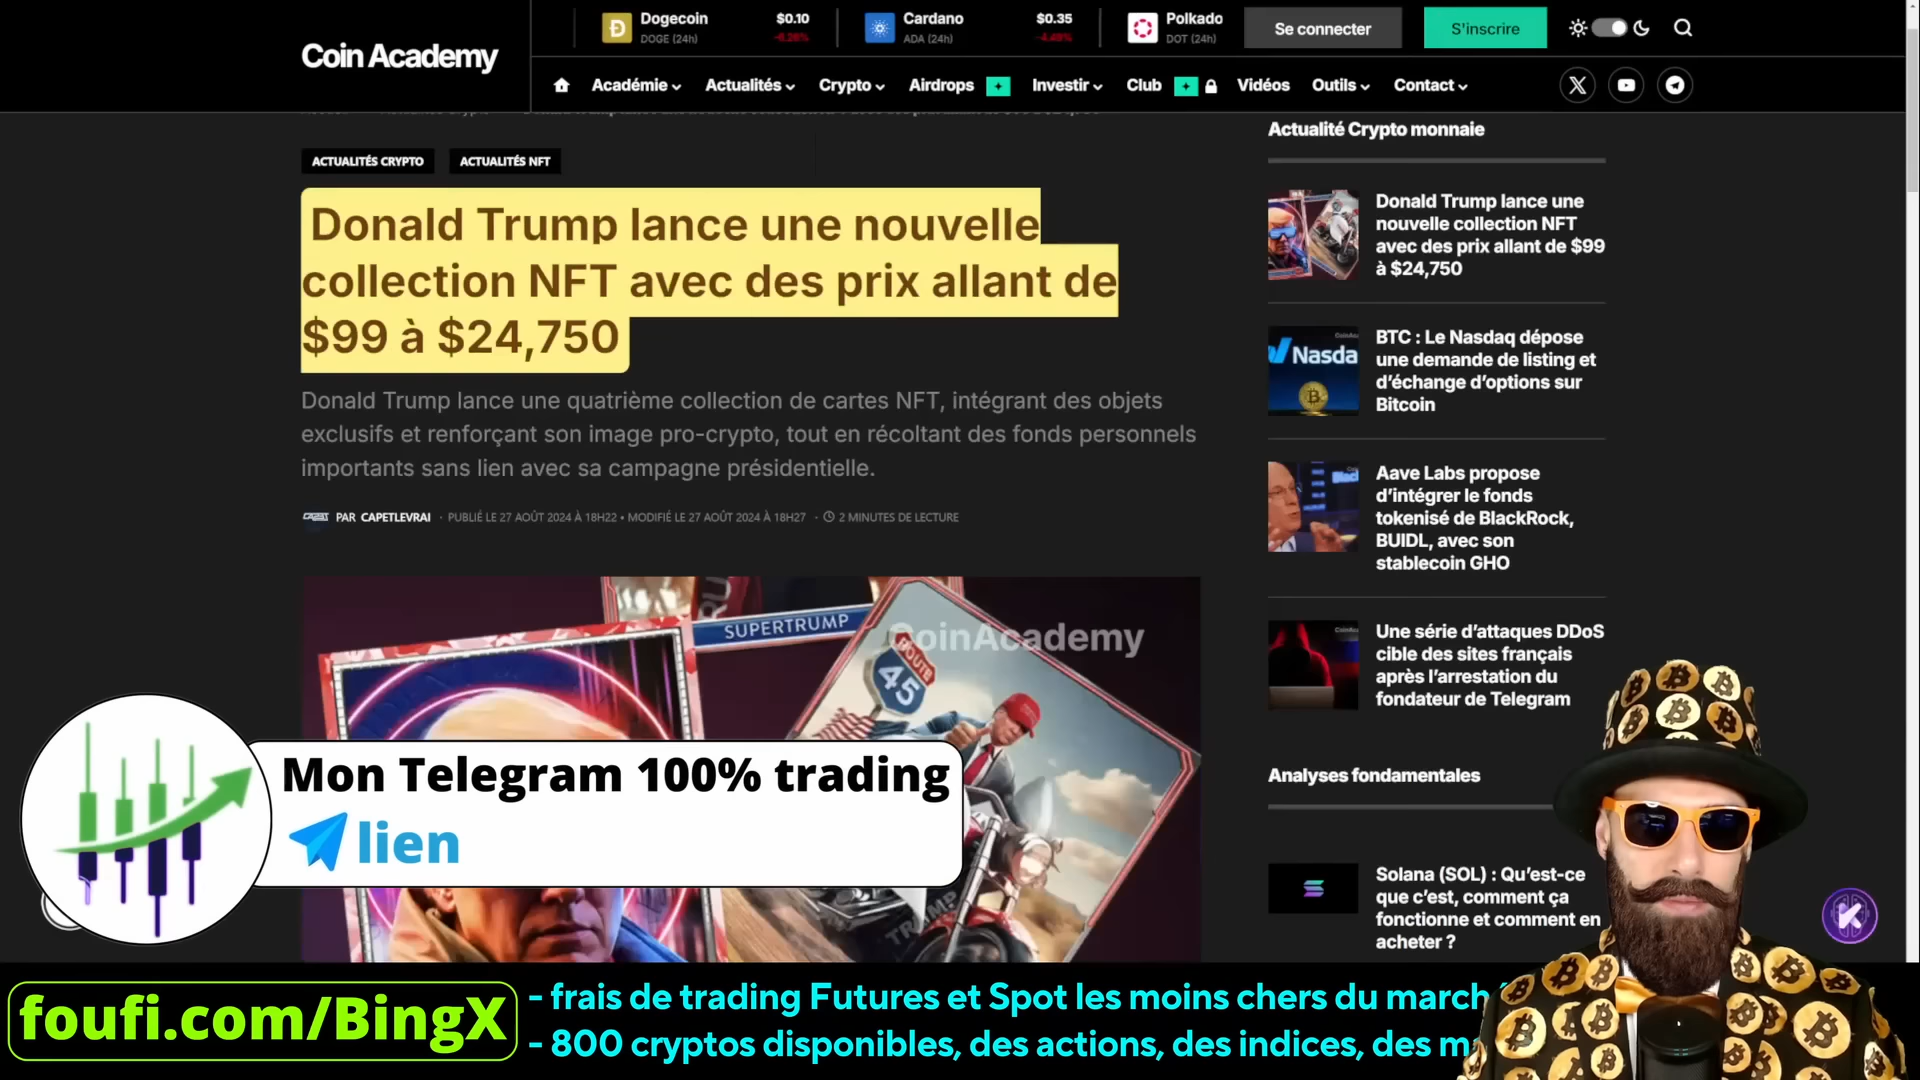 Dogecoin
DOGE (24h)
$0.10
-6.26%
Cardano
ADA (24h)
$0.35
-4.49%
Polkado
DOT (24h)
Se connecter
S'inscrire
Coin Academy
Académie
Actualités
Crypto
Airdrops
Investir
Club
Vidéos
Outils
Contact
ACTUALITÉS CRYPTO
ACTUALITÉS NFT
Donald Trump lance une nouvelle
collection NFT avec des prix allant de
$99 à $24,750
Donald Trump lance une quatrième collection de cartes NFT, intégrant des objets
exclusifs et renforçant son image pro-crypto, tout en récoltant des fonds personnels
importants sans lien avec sa campagne présidentielle.
PAR CAPETLEVRAI · PUBLIÉ LE 27 AOÛT 2024 À 18H22 • MODIFIÉ LE 27 AOÛT 2024 À 18H27 · 2 MINUTES DE LECTURE
SUPERTRUMP
CoinAcademy
ROUTE
45
TRUMP
Actualité Crypto monnaie
Donald Trump lance une
nouvelle collection NFT
avec des prix allant de $99
à $24,750
Nasda
BTC : Le Nasdaq dépose
une demande de listing et
d’échange d’options sur
Bitcoin
Aave Labs propose
d’intégrer le fonds
tokenisé de BlackRock,
BUIDL, avec son
stablecoin GHO
Une série d’attaques DDoS
cible des sites français
après l’arrestation du
fondateur de Telegram
Analyses fondamentales
Solana (SOL) : Qu’est-ce
que c’est, comment ça
fonctionne et comment en
acheter ?
Mon Telegram 100% trading
lien
foufi.com/BingX
- frais de trading Futures et Spot les moins chers du march
- 800 cryptos disponibles, des actions, des indices, des m